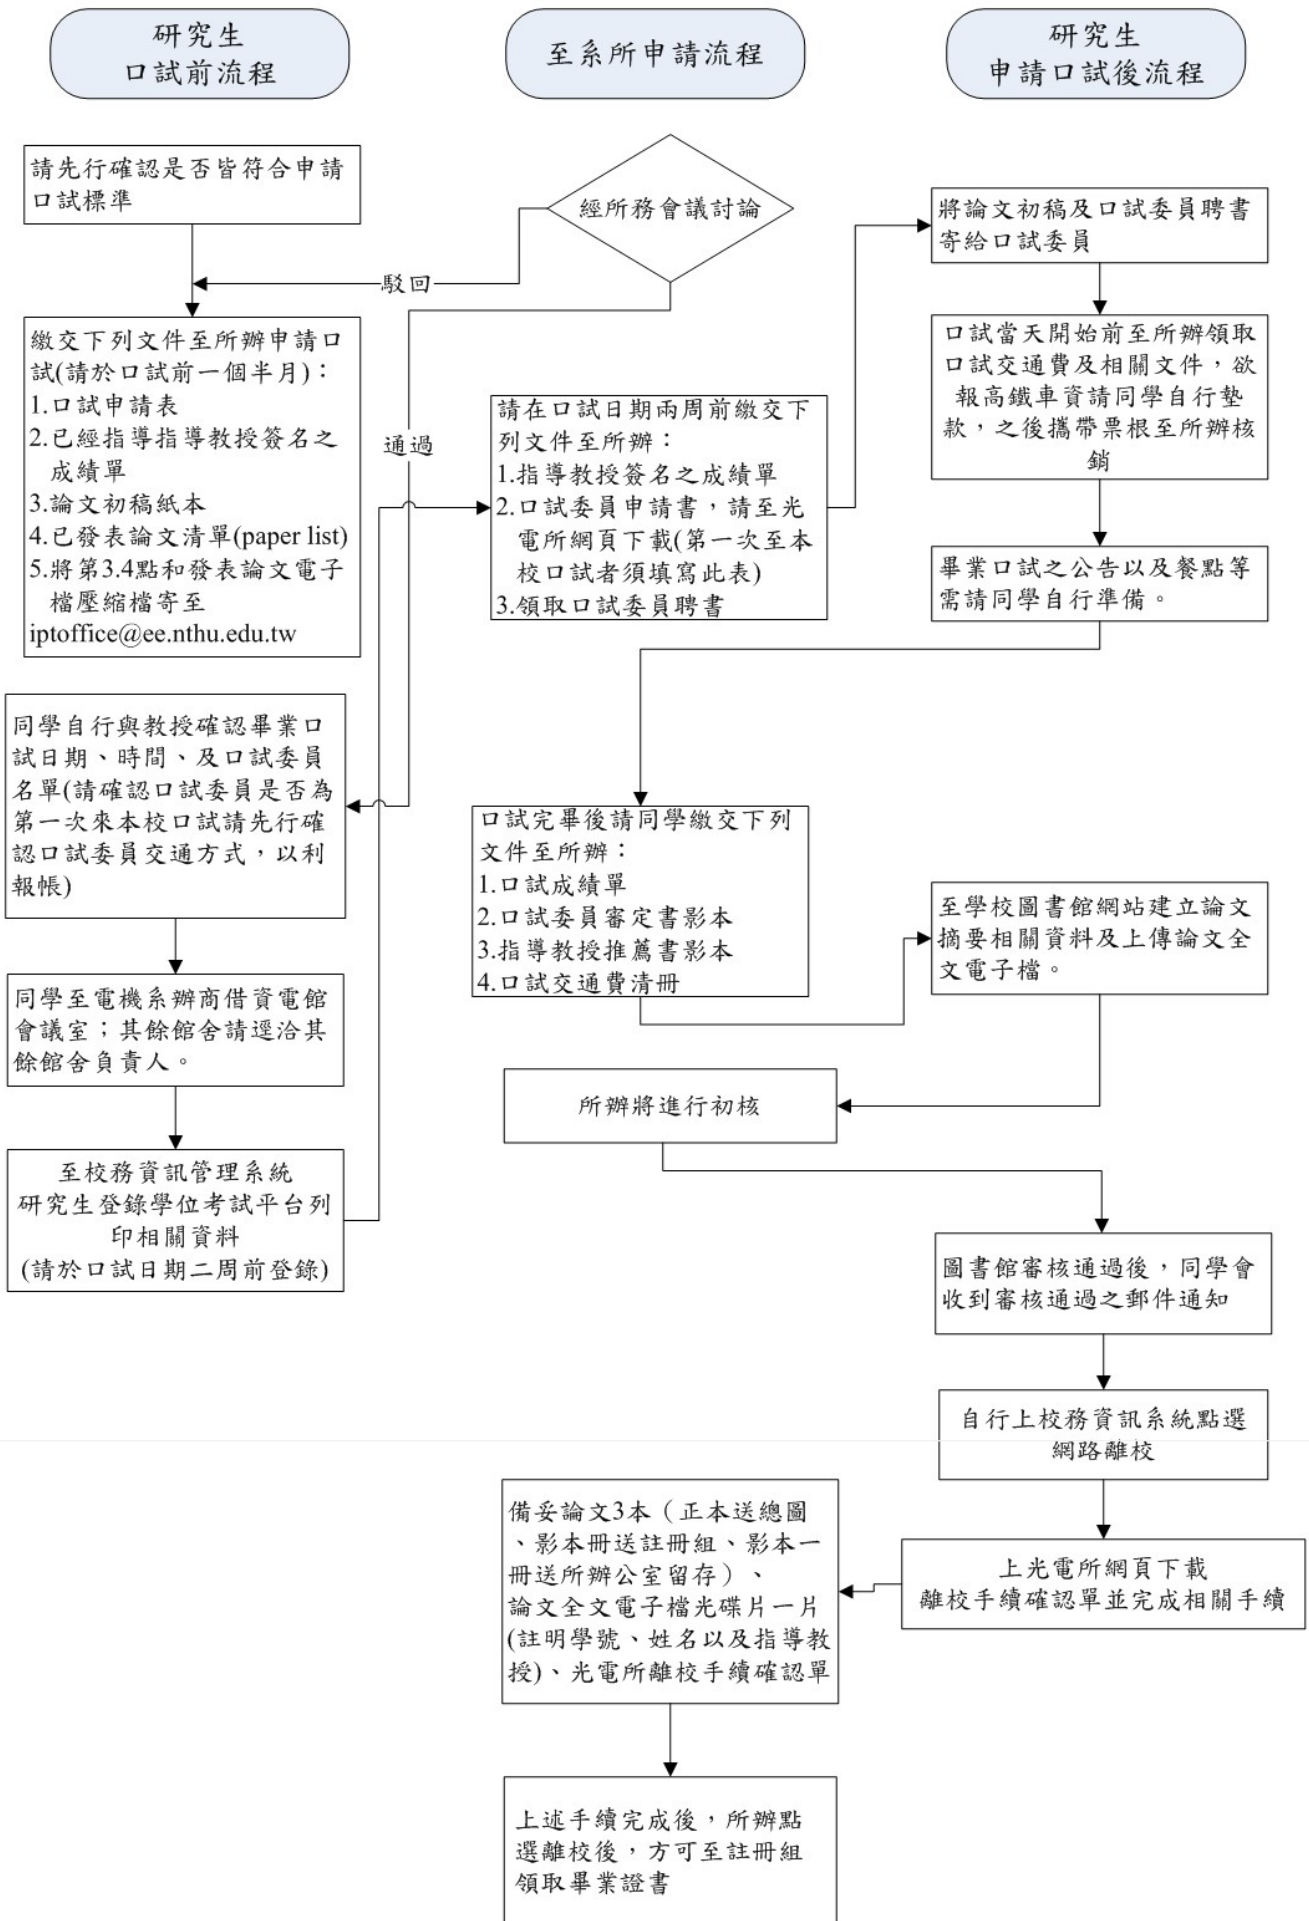 研究生
口試前流程
至系所申請流程
研究生
申請口試後流程
請先行確認是否皆符合申請
口試標準
經所務會議討論
駁回
通過
繳交下列文件至所辦申請口
試(請於口試前一個半月)：
1.口試申請表
2.已經指導指導教授簽名之
成績單
3.論文初稿紙本
4.已發表論文清單(paper list)
5.將第3.4點和發表論文電子
檔壓縮檔寄至
iptoffice@ee.nthu.edu.tw
同學自行與教授確認畢業口
試日期、時間、及口試委員
名單(請確認口試委員是否為
第一次來本校口試請先行確
認口試委員交通方式，以利
報帳)
同學至電機系辦商借資電館
會議室；其餘館舍請逕洽其
餘館舍負責人。
至校務資訊管理系統
研究生登錄學位考試平台列
印相關資料
(請於口試日期二周前登錄)
請在口試日期兩周前繳交下
列文件至所辦：
1.指導教授簽名之成績單
2.口試委員申請書，請至光
電所網頁下載(第一次至本
校口試者須填寫此表)
3.領取口試委員聘書
將論文初稿及口試委員聘書
寄給口試委員
口試當天開始前至所辦領取
口試交通費及相關文件，欲
報高鐵車資請同學自行墊
款，之後攜帶票根至所辦核
銷
畢業口試之公告以及餐點等
需請同學自行準備。
口試完畢後請同學繳交下列
文件至所辦：
1.口試成績單
2.口試委員審定書影本
3.指導教授推薦書影本
4.口試交通費清冊
至學校圖書館網站建立論文
摘要相關資料及上傳論文全
文電子檔。
所辦將進行初核
圖書館審核通過後，同學會
收到審核通過之郵件通知
自行上校務資訊系統點選
網路離校
上光電所網頁下載
離校手續確認單並完成相關手續
備妥論文3本（正本送總圖
、影本冊送註冊組、影本一
冊送所辦公室留存）、
論文全文電子檔光碟片一片
(註明學號、姓名以及指導教
授)、光電所離校手續確認單
上述手續完成後，所辦點
選離校後，方可至註冊組
領取畢業證書